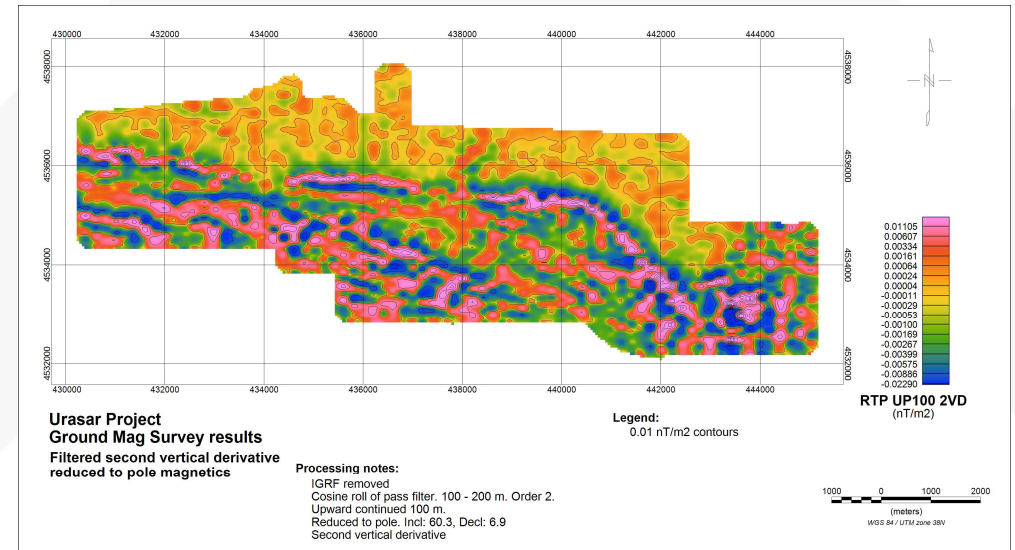 430000 432000 434000 436000 438000 440000 442000 444000
4538000 4538000
4536000 4536000
4534000 4534000
4532000 4532000
430000 432000 434000 436000 438000 440000 442000 444000
N
0.01105
0.00607
0.00334
0.00161
0.00064
0.00024
0.00004
-0.00011
-0.00029
-0.00053
-0.00100
-0.00169
-0.00267
-0.00399
-0.00575
-0.00886
-0.02290
RTP UP100 2VD
(nT/m2)
Urasar Project
Ground Mag Survey results
Filtered second vertical derivative
reduced to pole magnetics
Legend:
0.01 nT/m2 contours
Processing notes:
IGRF removed
Cosine roll of pass filter. 100 - 200 m. Order 2.
Upward continued 100 m.
Reduced to pole. Incl: 60.3, Decl: 6.9
Second vertical derivative
1000 0 1000 2000
(meters)
WGS 84 / UTM zone 38N